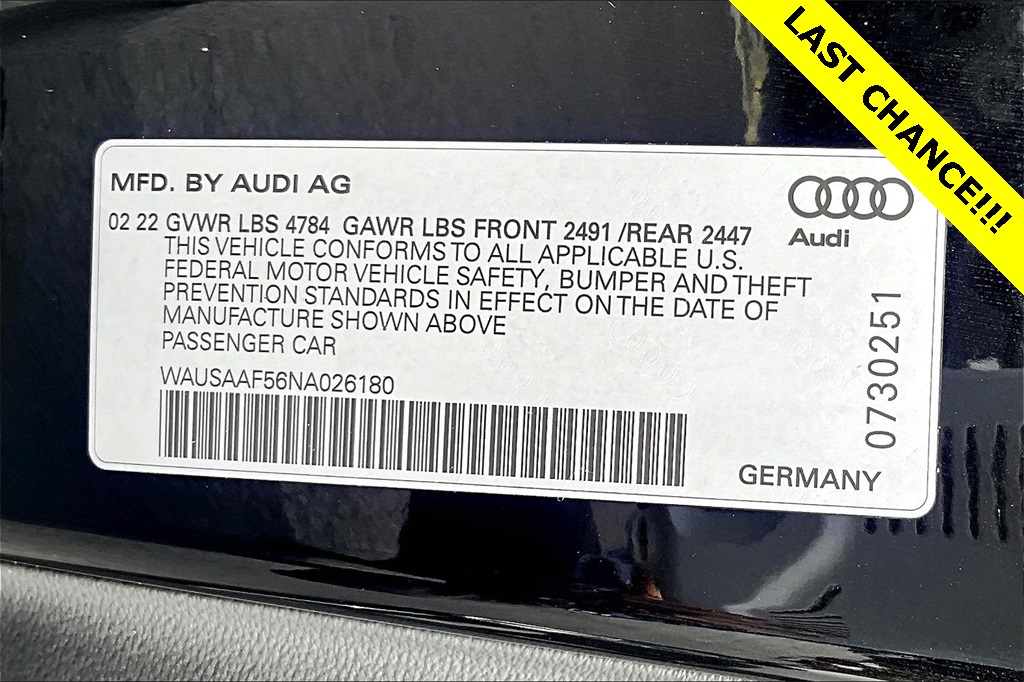 LAST CHANCE!!!
MFD. BY AUDI AG
Audi
02 22 GVWR LBS 4784 GAWR LBS FRONT 2491 /REAR 2447
THIS VEHICLE CONFORMS TO ALL APPLICABLE U.S.
FEDERAL MOTOR VEHICLE SAFETY, BUMPER AND THEFT
PREVENTION STANDARDS IN EFFECT ON THE DATE OF
MANUFACTURE SHOWN ABOVE
PASSENGER CAR
WAUSAAF56NA026180
0730251
GERMANY